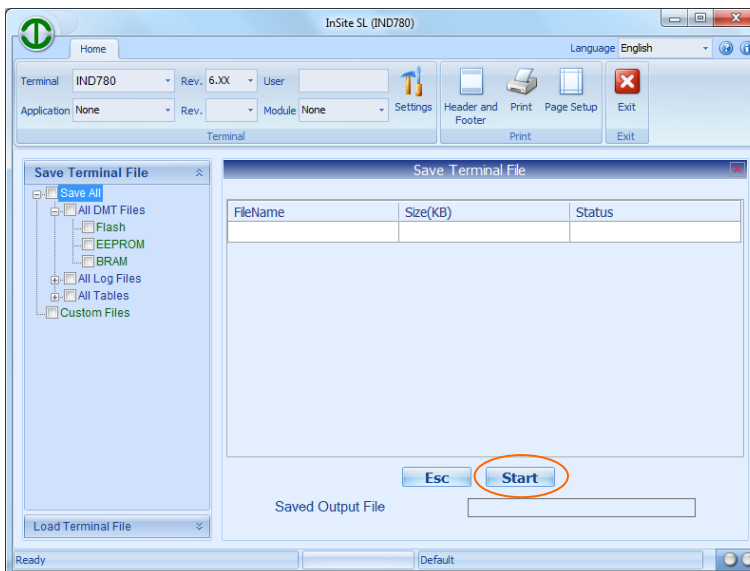 InSite SL (IND780)
Home
Language English
Terminal IND780 Rev. 6.XX User
Application None Rev. Module None
Settings
Header and Footer
Print
Page Setup
Exit
Terminal
Print
Exit
Save Terminal File
Save All
All DMT Files
Flash
EEPROM
BRAM
All Log Files
All Tables
Custom Files
Load Terminal File
Save Terminal File
FileName Size(KB) Status
Esc Start
Saved Output File
Ready Default